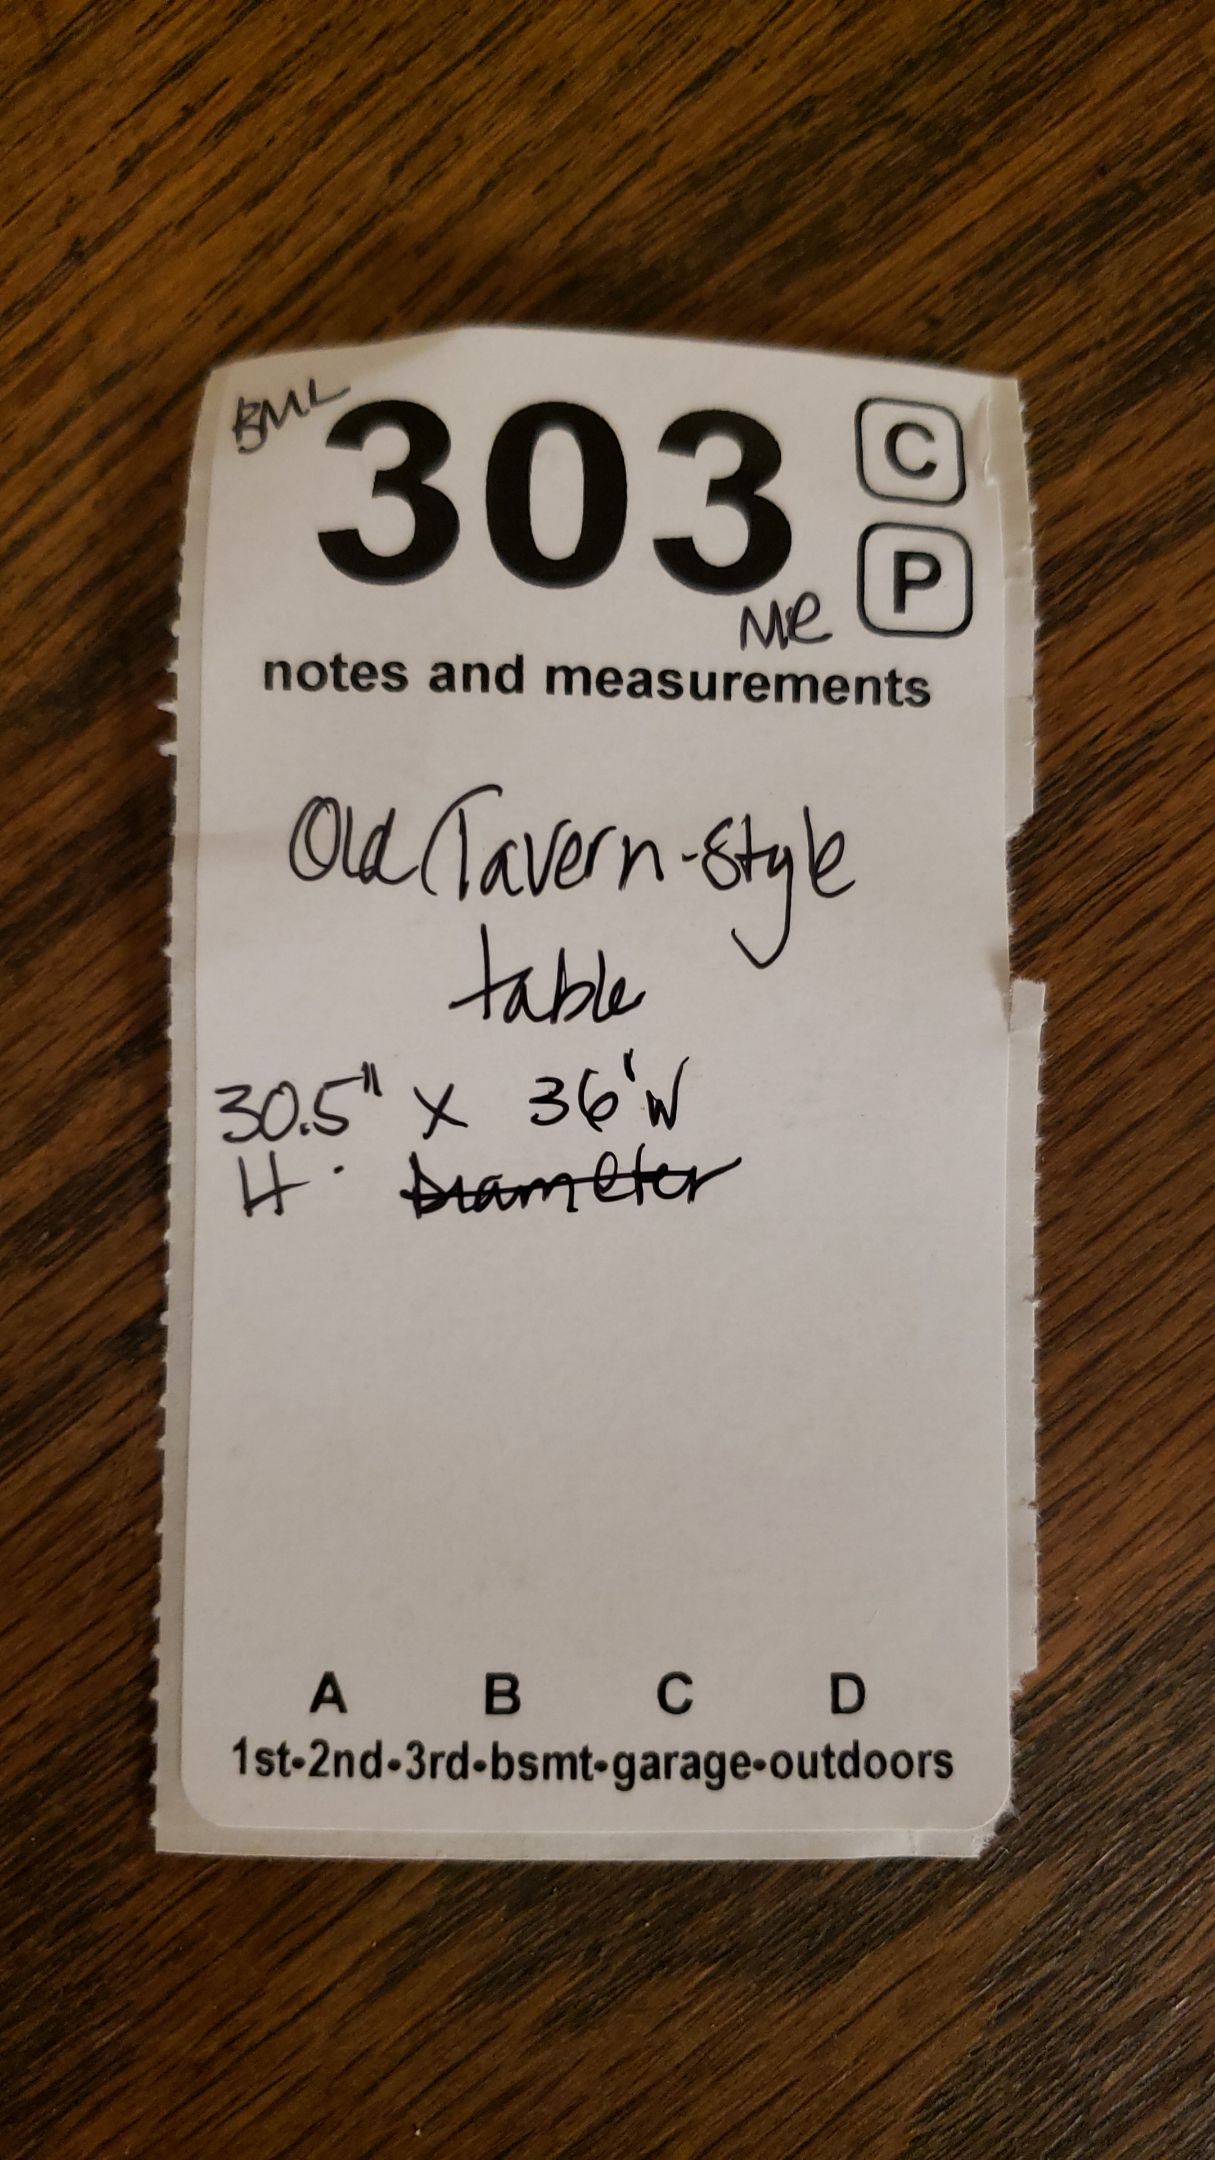 BML
303
C
P
MR
notes and measurements
Old Tavern-Style
table
30.5" x 36'W
H. Diameter
A B C D
1st-2nd-3rd-bsmt-garage-outdoors